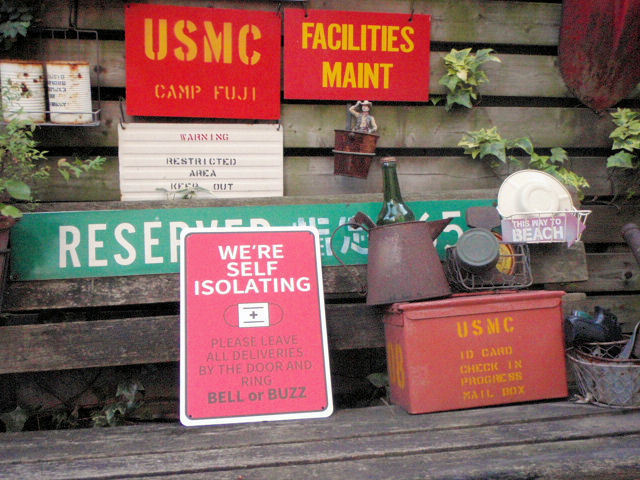 USMC
CAMP FUJI
FACILITIES
MAINT
WARNING
RESTRICTED
AREA
KEEP OUT
THIS WAY TO
BEACH
WE'RE
SELF
ISOLATING
PLEASE LEAVE
ALL DELIVERIES
BY THE DOOR AND
RING
BELL or BUZZ
USMC
ID CARD
CHECK IN
PROGRESS
MAIL BOX